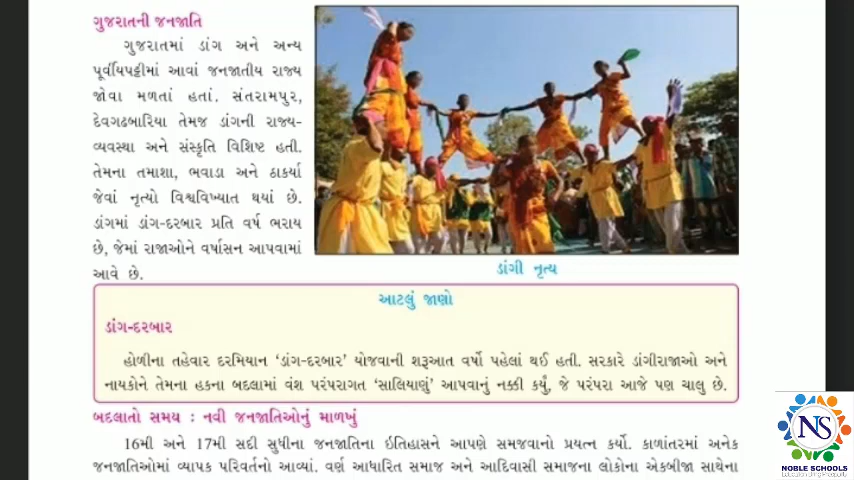 ગુજરાતની જનજાતિ
ગુજરાતમાં ડાંગ અને અન્ય
પૂર્વીયપટ્ટીમાં આવાં જનજાતીય રાજ્ય
જોવા મળતાં હતાં. સંતરામપુર,
દેવગઢબારિયા તેમજ ડાંગની રાજ્ય-
વ્યવસ્થા અને સંસ્કૃતિ વિશિષ્ટ હતી.
તેમના તમાશા, ભવાડા અને ઠાકર્યા
જેવાં નૃત્યો વિશ્વવિખ્યાત થયાં છે.
ડાંગમાં ડાંગ-દરબાર પ્રતિ વર્ષ ભરાય
છે, જેમાં રાજાઓને વર્ષાસન આપવામાં
આવે છે.
ડાંગી નૃત્ય
આટલું જાણો
ડાંગ-દરબાર
હોળીના તહેવાર દરમિયાન ‘ડાંગ-દરબાર’ યોજવાની શરૂઆત વર્ષો પહેલાં થઈ હતી. સરકારે ડાંગીરાજાઓ અને
નાયકોને તેમના હકના બદલામાં વંશ પરંપરાગત ‘સાલિયાણું’ આપવાનું નક્કી કર્યું, જે પરંપરા આજે પણ ચાલુ છે.
બદલાતો સમય : નવી જનજાતિઓનું માળખું
16મી અને 17મી સદી સુધીના જનજાતિના ઇતિહાસને આપણે સમજવાનો પ્રયત્ન કર્યો. કાળાંતરમાં અનેક
જનજાતિઓમાં વ્યાપક પરિવર્તનો આવ્યાં. વર્ણ આધારિત સમાજ અને આદિવાસી સમાજના લોકોના એકબીજા સાથેના
NS
NOBLE SCHOOLS